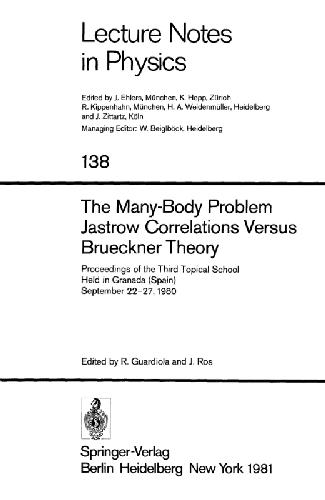 Lecture Notes
in Physics
Edited by J. Ehlers, München, K. Hepp, Zürich
R. Kippenhahn, München, H. A. Weidenmüller, Heidelberg
and J. Zittartz, Köln
Managing Editor: W. Beiglböck, Heidelberg
138
The Many-Body Problem
Jastrow Correlations Versus
Brueckner Theory
Proceedings of the Third Topical School
Held in Granada (Spain)
September 22–27, 1980
Edited by R. Guardiola and J. Ros
Springer-Verlag
Berlin Heidelberg New York 1981